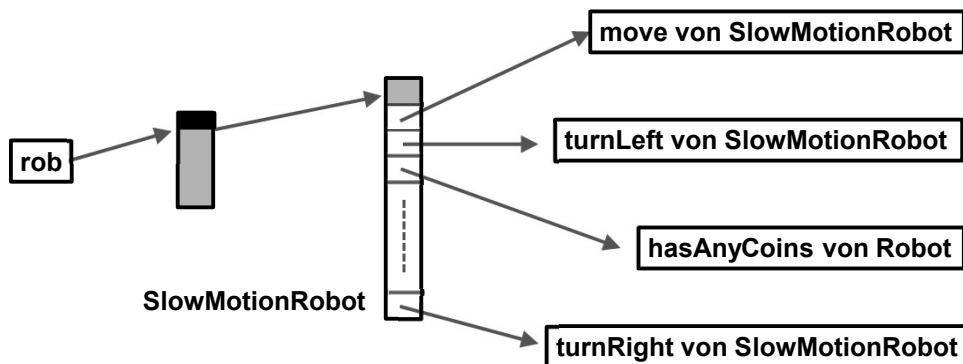 move von SlowMotionRobot
turnLeft von SlowMotionRobot
rob
hasAnyCoins von Robot
SlowMotionRobot
turnRight von SlowMotionRobot